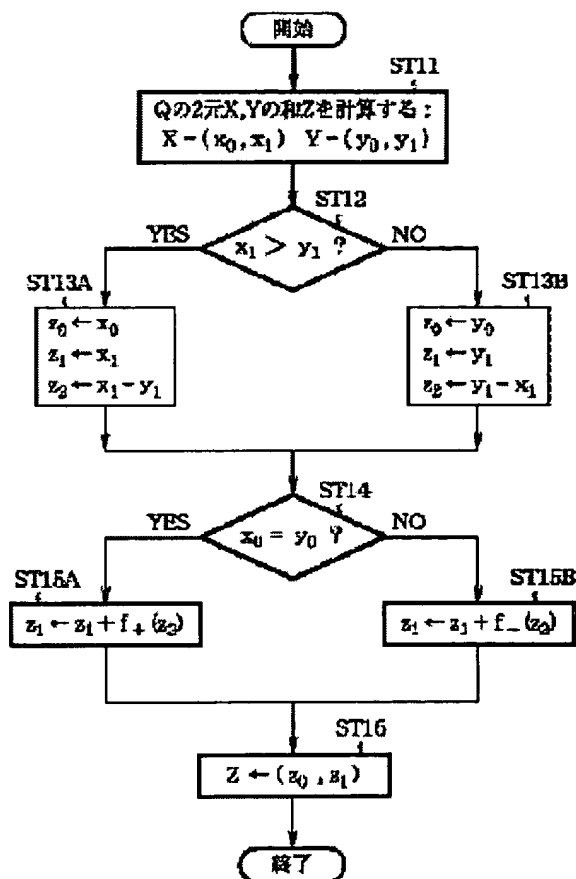 開始
ST11
Qの2元X,Yの和Zを計算する:
X-(x₀,x₁) Y-(y₀,y₁)
ST12
YES
x₁ > y₁ ?
NO
ST13A
ST13B
z₀ ← x₀
z₁ ← x₁
z₂ ← x₁-y₁
z₀ ← y₀
z₁ ← y₁
z₂ ← y₁-x₁
ST14
YES
x₀ = y₀ ?
NO
ST15A
ST15B
z₁ ← z₁+f₊(z₂)
z₁ ← z₁+f₋(z₂)
ST16
Z ← (z₀,z₁)
終了